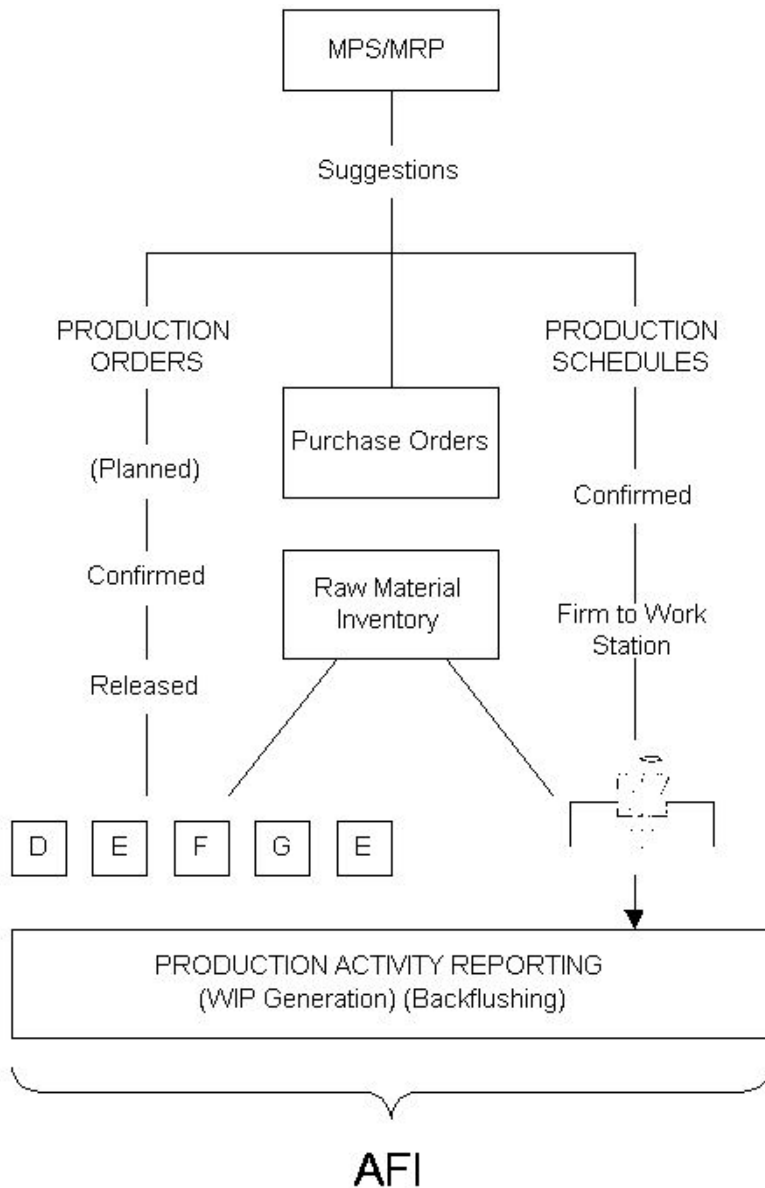 MPS/MRP
Suggestions
PRODUCTION
ORDERS
PRODUCTION
SCHEDULES
Purchase Orders
(Planned)
Confirmed
Confirmed
Raw Material
Inventory
Firm to Work
Station
Released
D E F G E
PRODUCTION ACTIVITY REPORTING
(WIP Generation) (Backflushing)
AFI